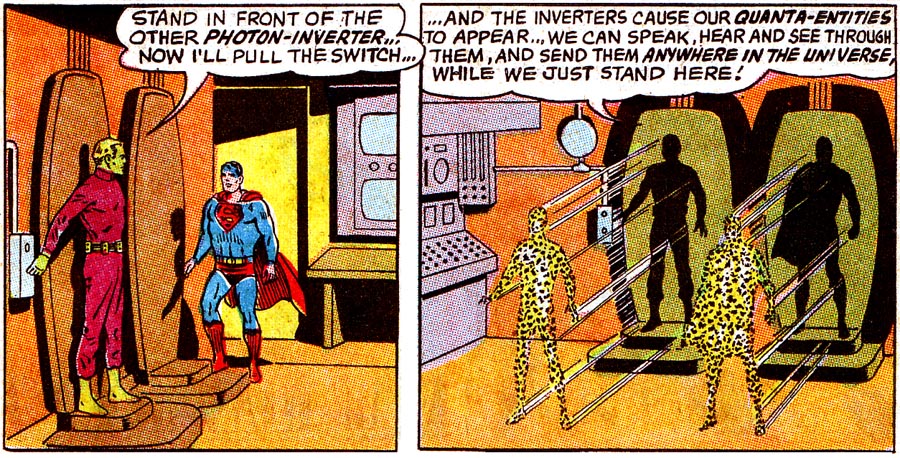 STAND IN FRONT OF THE
OTHER PHOTON-INVERTER...
NOW I'LL PULL THE SWITCH...
...AND THE INVERTERS CAUSE OUR QUANTA-ENTITIES
TO APPEAR... WE CAN SPEAK, HEAR AND SEE THROUGH
THEM, AND SEND THEM ANYWHERE IN THE UNIVERSE,
WHILE WE JUST STAND HERE!
S